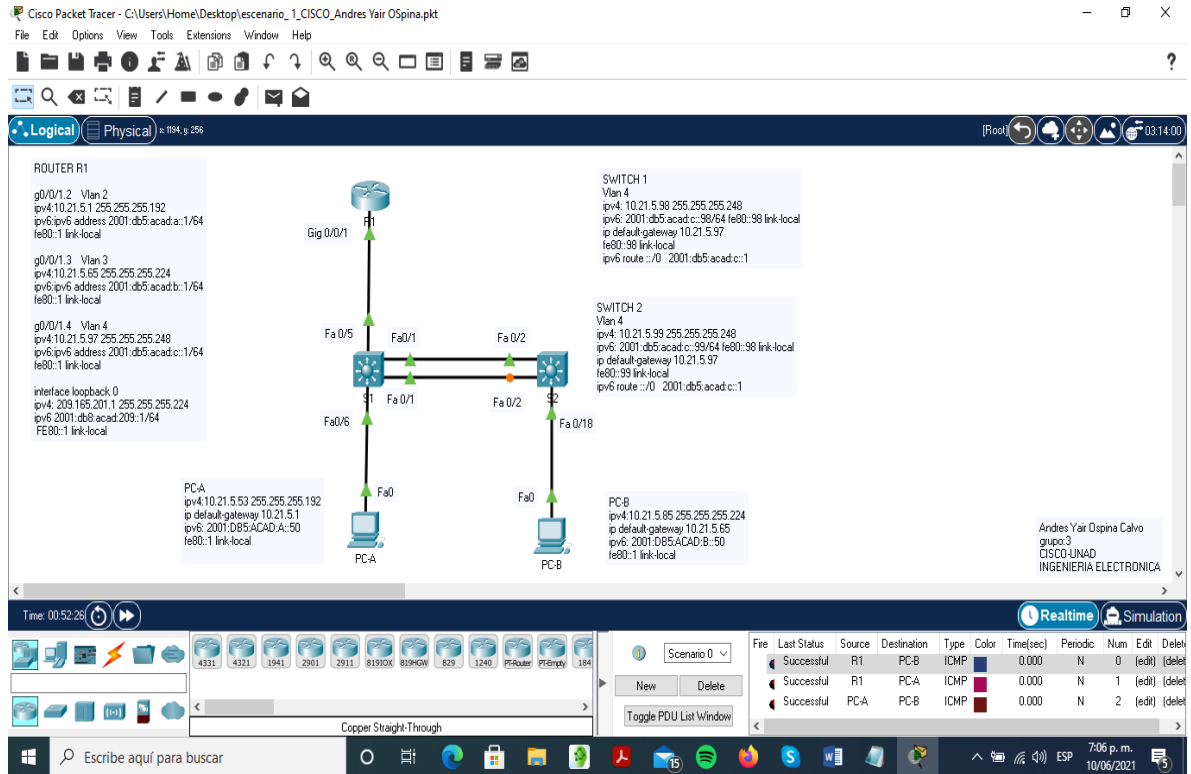 Cisco Packet Tracer - C:\Users\Home\Desktop\escenario_ 1_CISCO_Andres Yair OSpina.pkt
File Edit Options View Tools Extensions Window Help
?
Logical Physical x: 1194, y: 256
[Root] 03:14:00
ROUTER R1
g0/0/1.2 Vlan 2
ipv4:10.21.5.1 255.255.255.192
ipv6:ipv6 address 2001:db5:acad:a::1/64
fe80::1 link-local
g0/0/1.3 Vlan 3
ipv4:10.21.5.65 255.255.255.224
ipv6:ipv6 address 2001:db5:acad:b::1/64
fe80::1 link-local
g0/0/1.4 Vlan 4
ipv4:10.21.5.97 255.255.255.248
ipv6:ipv6 address 2001:db5:acad:c::1/64
fe80::1 link-local
interface loopback 0
ipv4: 209.165.201.1 255.255.255.224
ipv6 2001:db8:acad:209::1/64
FE80::1 link-local
R1
Gig 0/0/1
SWITCH 1
Vlan 4
ipv4: 10.21.5.98 255.255.255.248
ipv6: 2001:db5:acad:c::98/64 fe80::98 link-local
ip default-gateway 10.21.5.97
fe80::98 link-local
ipv6 route ::/0 2001:db5:acad:c::1
SWITCH 2
Vlan 4
ipv4: 10.21.5.99 255.255.255.248
ipv6: 2001:db5:acad:c::99/64 fe80::98 link-local
ip default-gateway 10.21.5.97
fe80::99 link-local
ipv6 route ::/0 2001:db5:acad:c::1
Fa 0/5
Fa0/1
Fa 0/2
S1
Fa 0/1
Fa 0/2
S2
Fa0/6
Fa 0/18
PC-A
ipv4:10.21.5.53 255.255.255.192
ip default-gateway 10.21.5.1
ipv6: 2001:DB5:ACAD:A::50
fe80::1 link-local
Fa0
PC-A
Fa0
PC-B
PC-B
ipv4:10.21.5.85 255.255.255.224
ip default-gateway 10.21.5.65
ipv6: 2001:DB5:ACAD:B::50
fe80::1 link-local
Andres Yair Ospina Calvo
grupo:3
CISCO-UNAD
INGENIERIA ELECTRONICA
Time: 00:52:26
Realtime Simulation
4331 4321 1941 2901 2911 819IOX 819HGW 829 1240 PT-Router PT-Empty 184
Copper Straight-Through
Scenario 0
New Delete
Toggle PDU List Window
Fire Last Status Source Destination Type Color Time(sec) Periodic Num Edit Delet
Successful R1 PC-B ICMP 0.000 N 0 (edit) (delet
Successful R1 PC-A ICMP 0.000 N 1 (edit) (delet
Successful PC-A PC-B ICMP 0.000 N 2 (edit) (delet
Escribe aquí para buscar
15
ESP
7:06 p. m.
10/06/2021
5